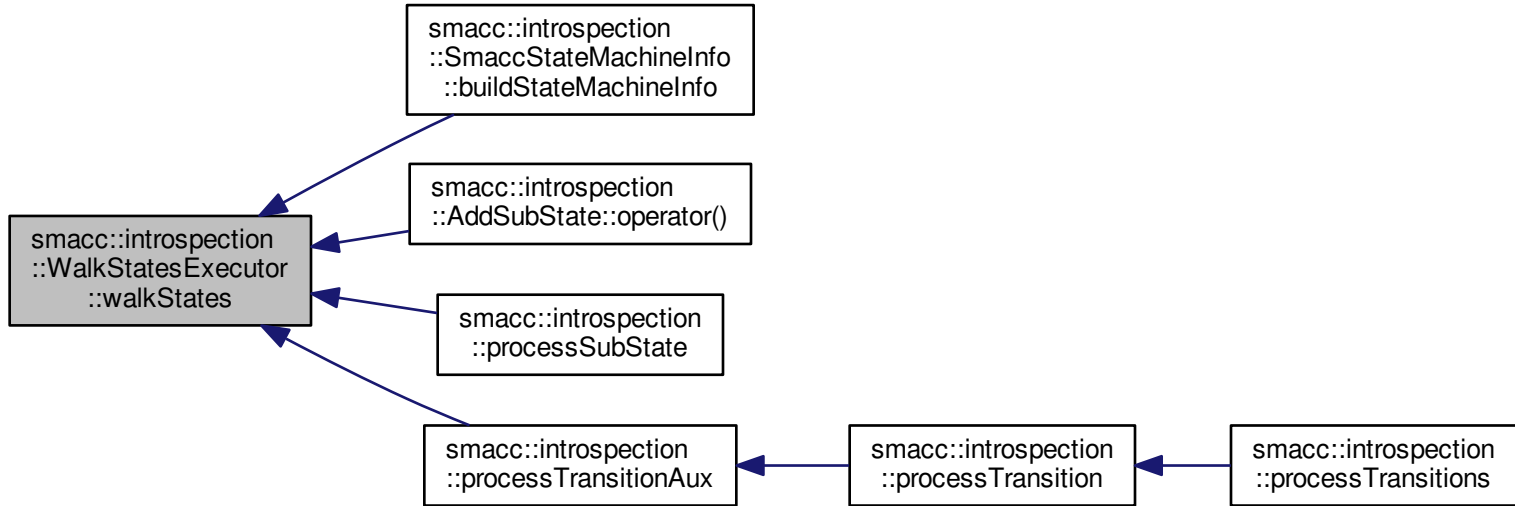 smacc::introspection
::SmaccStateMachineInfo
::buildStateMachineInfo
smacc::introspection
::AddSubState::operator()
smacc::introspection
::WalkStatesExecutor
::walkStates
smacc::introspection
::processSubState
smacc::introspection
::processTransitionAux
smacc::introspection
::processTransition
smacc::introspection
::processTransitions